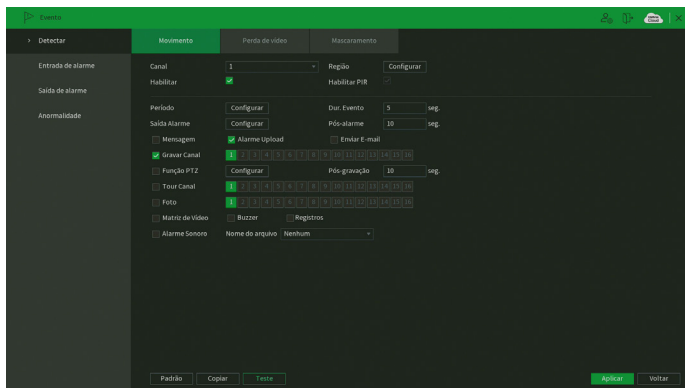 Evento
Detectar
Entrada de alarme
Saída de alarme
Anormalidade
Movimento Perda de vídeo Mascaramento
Canal 1 Região Configurar
Habilitar Habilitar PIR
Período Configurar Dur. Evento 5 seg.
Saída Alarme Configurar Pós-alarme 10 seg.
Mensagem Alarme Upload Enviar E-mail
Gravar Canal 1 2 3 4 5 6 7 8 9 10 11 12 13 14 15 16
Função PTZ Configurar Pós-gravação 10 seg.
Tour Canal 1 2 3 4 5 6 7 8 9 10 11 12 13 14 15 16
Foto 1 2 3 4 5 6 7 8 9 10 11 12 13 14 15 16
Matriz de Vídeo Buzzer Registros
Alarme Sonoro Nome do arquivo Nenhum
Padrão Copiar Teste Aplicar Voltar